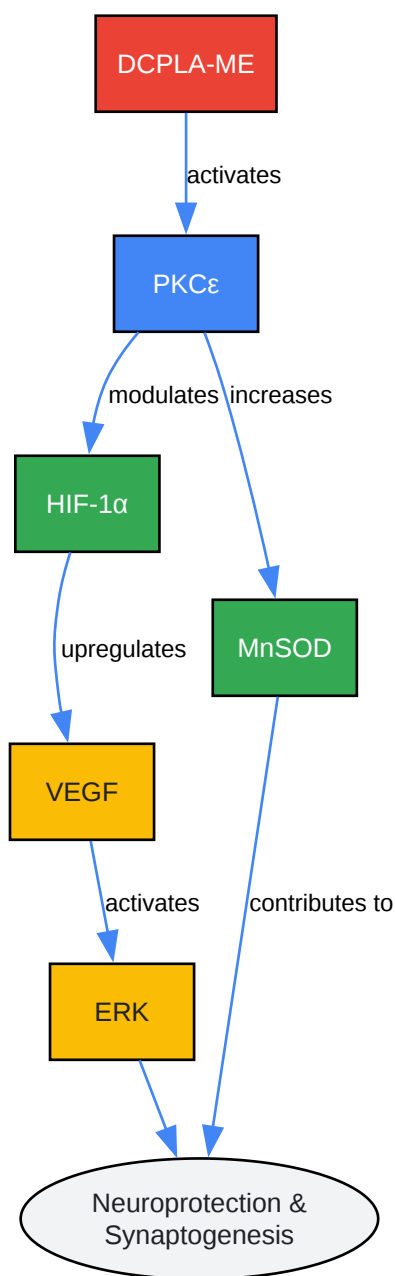 DCPLA-ME
activates
PKCε
modulates
increases
HIF-1α
upregulates
MnSOD
VEGF
activates
contributes to
ERK
Neuroprotection &
Synaptogenesis